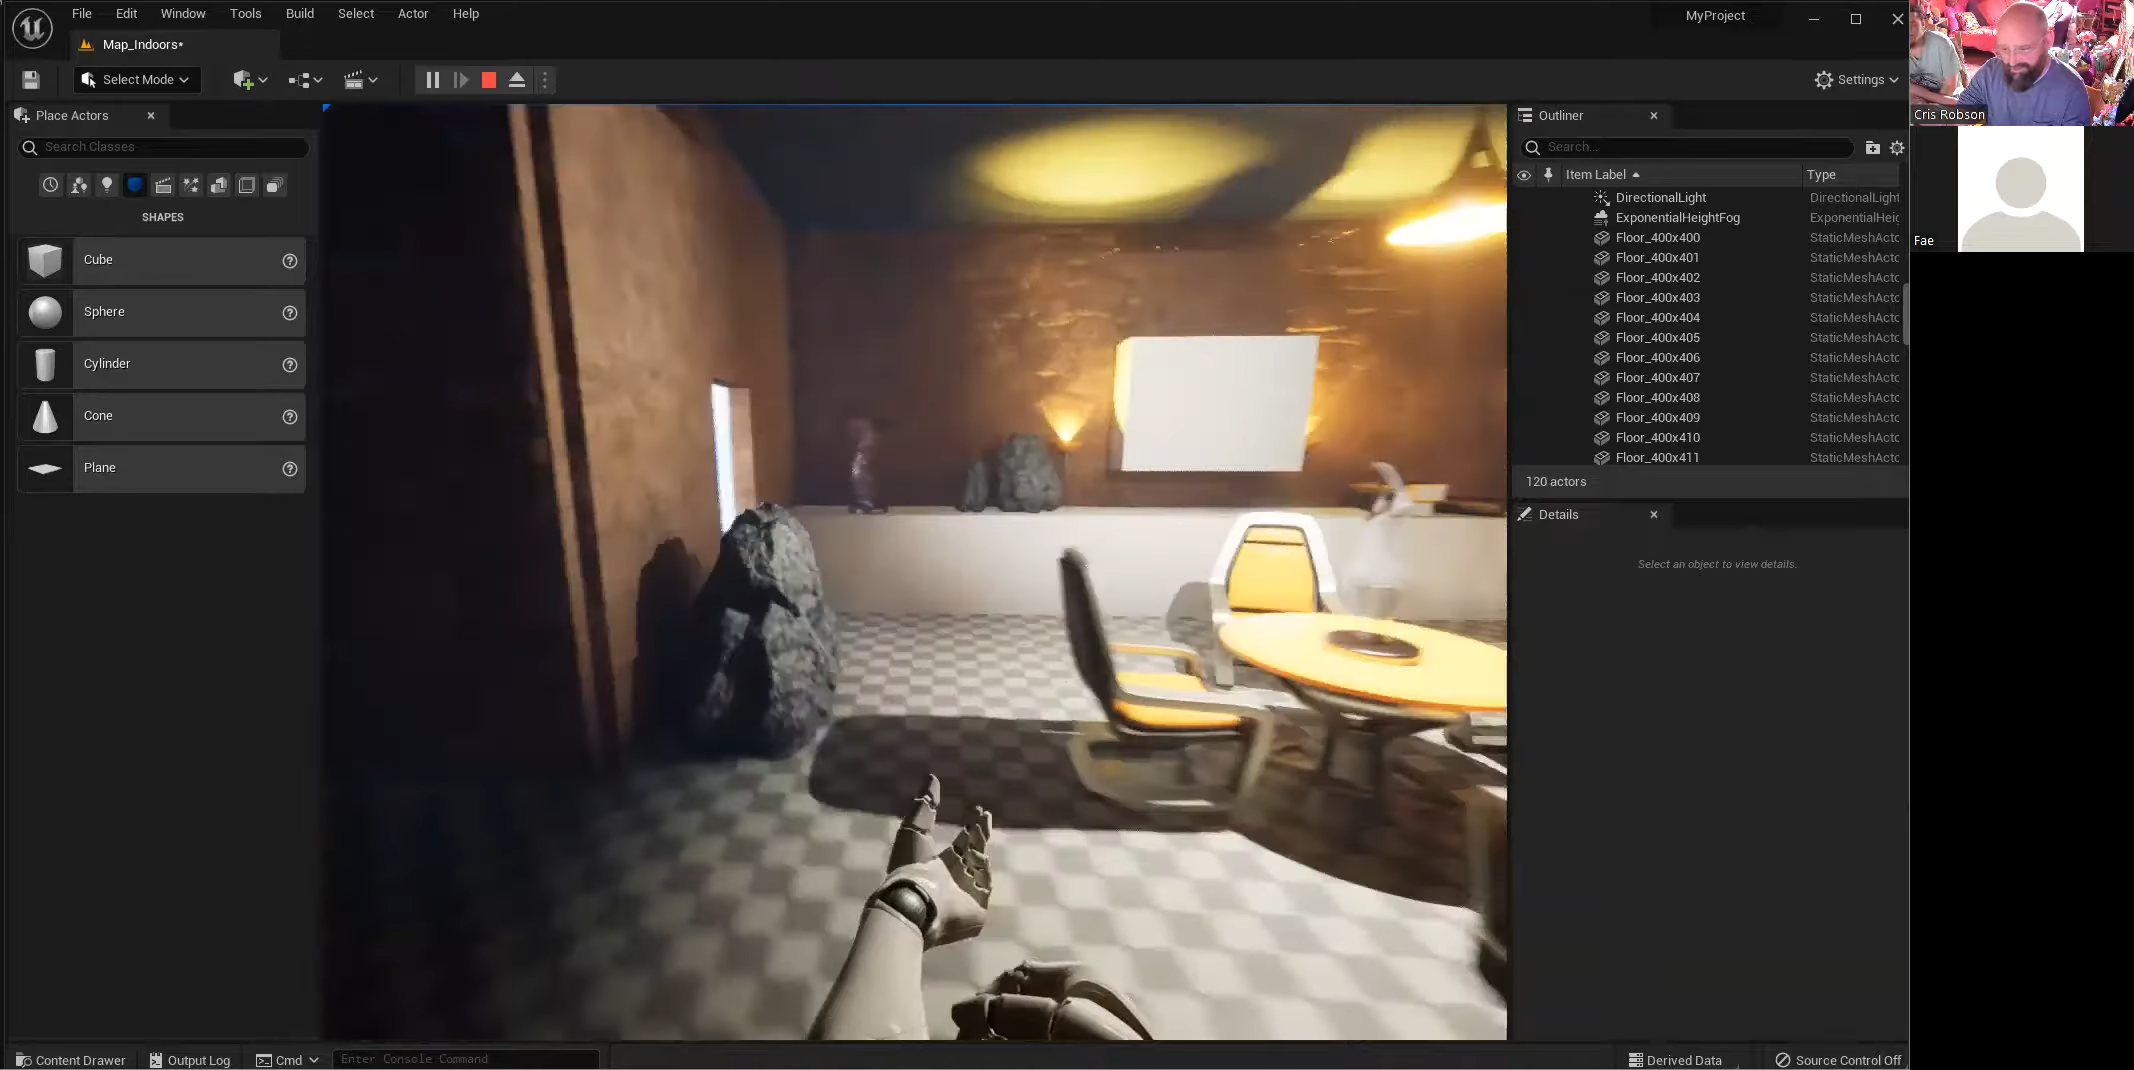 File Edit Window Tools Build Select Actor Help
MyProject
Map_Indoors*
Select Mode
Settings
Place Actors
Search Classes
SHAPES
Cube
Sphere
Cylinder
Cone
Plane
Outliner
Search...
Item Label Type
DirectionalLight DirectionalLight
ExponentialHeightFog ExponentialHeig
Floor_400x400 StaticMeshActo
Floor_400x401 StaticMeshActo
Floor_400x402 StaticMeshActo
Floor_400x403 StaticMeshActo
Floor_400x404 StaticMeshActo
Floor_400x405 StaticMeshActo
Floor_400x406 StaticMeshActo
Floor_400x407 StaticMeshActo
Floor_400x408 StaticMeshActo
Floor_400x409 StaticMeshActo
Floor_400x410 StaticMeshActo
Floor_400x411 StaticMeshActo
120 actors
Details
Select an object to view details.
Cris Robson
Fae
Content Drawer Output Log Cmd Enter Console Command
Derived Data Source Control Off